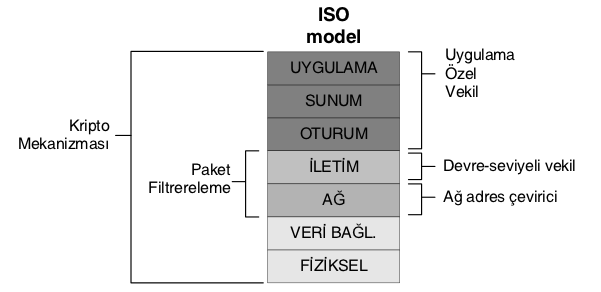 ISO
model
UYGULAMA
SUNUM
OTURUM
İLETİM
AĞ
VERİ BAĞL.
FİZİKSEL
Kripto
Mekanizması
Paket
Filtrereleme
Uygulama
Özel
Vekil
Devre-seviyeli vekil
Ağ adres çevirici